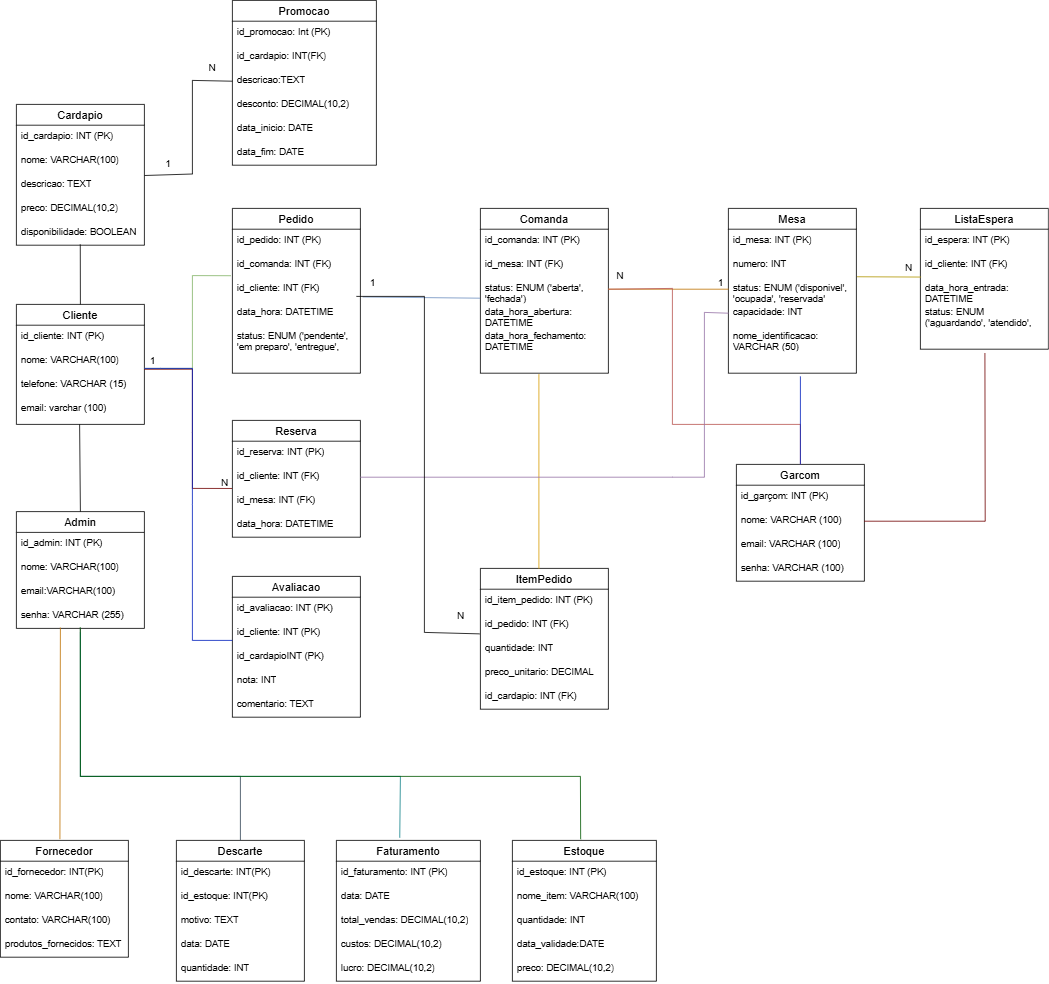 Promocao
id_promocao: Int (PK)
id_cardapio: INT(FK)
descricao:TEXT
desconto: DECIMAL(10,2)
data_inicio: DATE
data_fim: DATE
N
1
Cardapio
id_cardapio: INT (PK)
nome: VARCHAR(100)
descricao: TEXT
preco: DECIMAL(10,2)
disponibilidade: BOOLEAN
Pedido
id_pedido: INT (PK)
id_comanda: INT (FK)
id_cliente: INT (FK)
data_hora: DATETIME
status: ENUM ('pendente',
'em preparo', 'entregue',
1
Comanda
id_comanda: INT (PK)
id_mesa: INT (FK)
status: ENUM ('aberta',
'fechada')
data_hora_abertura:
DATETIME
data_hora_fechamento:
DATETIME
N
1
Mesa
id_mesa: INT (PK)
numero: INT
status: ENUM ('disponivel',
'ocupada', 'reservada'
capacidade: INT
nome_identificacao:
VARCHAR (50)
N
ListaEspera
id_espera: INT (PK)
id_cliente: INT (FK)
data_hora_entrada:
DATETIME
status: ENUM
('aguardando', 'atendido',
Cliente
id_cliente: INT (PK)
nome: VARCHAR(100)
telefone: VARCHAR (15)
email: varchar (100)
1
Reserva
id_reserva: INT (PK)
id_cliente: INT (FK)
id_mesa: INT (FK)
data_hora: DATETIME
N
Garcom
id_garçom: INT (PK)
nome: VARCHAR (100)
email: VARCHAR (100)
senha: VARCHAR (100)
Admin
id_admin: INT (PK)
nome: VARCHAR(100)
email:VARCHAR(100)
senha: VARCHAR (255)
Avaliacao
id_avaliacao: INT (PK)
id_cliente: INT (PK)
id_cardapioINT (PK)
nota: INT
comentario: TEXT
N
ItemPedido
id_item_pedido: INT (PK)
id_pedido: INT (FK)
quantidade: INT
preco_unitario: DECIMAL
id_cardapio: INT (FK)
Fornecedor
id_fornecedor: INT(PK)
nome: VARCHAR(100)
contato: VARCHAR(100)
produtos_fornecidos: TEXT
Descarte
id_descarte: INT(PK)
id_estoque: INT(PK)
motivo: TEXT
data: DATE
quantidade: INT
Faturamento
id_faturamento: INT (PK)
data: DATE
total_vendas: DECIMAL(10,2)
custos: DECIMAL(10,2)
lucro: DECIMAL(10,2)
Estoque
id_estoque: INT (PK)
nome_item: VARCHAR(100)
quantidade: INT
data_validade:DATE
preco: DECIMAL(10,2)